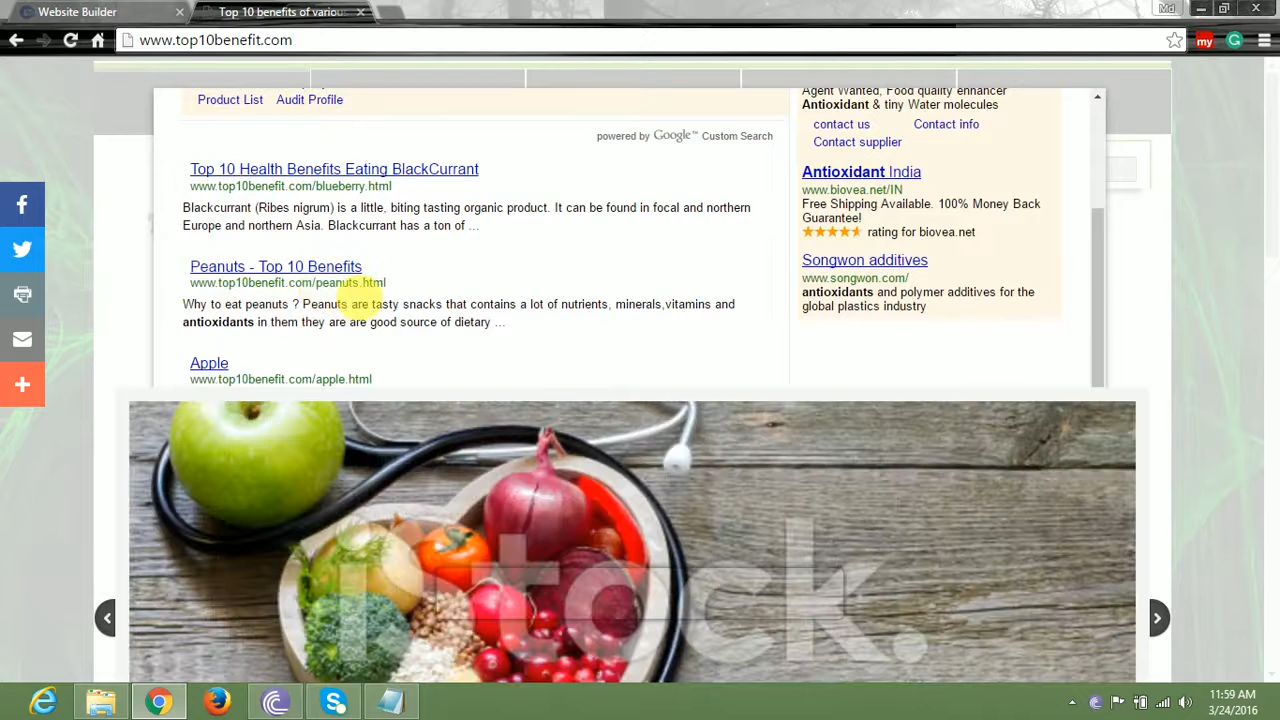 Website Builder
Top 10 benefits of variou
Md
www.top10benefit.com
my
Product List Audit Profile
powered by Google™ Custom Search
Top 10 Health Benefits Eating BlackCurrant
www.top10benefit.com/blueberry.html
Blackcurrant (Ribes nigrum) is a little, biting tasting organic product. It can be found in focal and northern
Europe and northern Asia. Blackcurrant has a ton of ...
Peanuts - Top 10 Benefits
www.top10benefit.com/peanuts.html
Why to eat peanuts ? Peanuts are tasty snacks that contains a lot of nutrients, minerals,vitamins and
antioxidants in them they are are good source of dietary ...
Apple
www.top10benefit.com/apple.html
Agent Wanted, Food quality enhancer
Antioxidant & tiny Water molecules
contact us Contact info
Contact supplier
Antioxidant India
www.biovea.net/IN
Free Shipping Available. 100% Money Back
Guarantee!
rating for biovea.net
Songwon additives
www.songwon.com/
antioxidants and polymer additives for the
global plastics industry
11:59 AM
3/24/2016